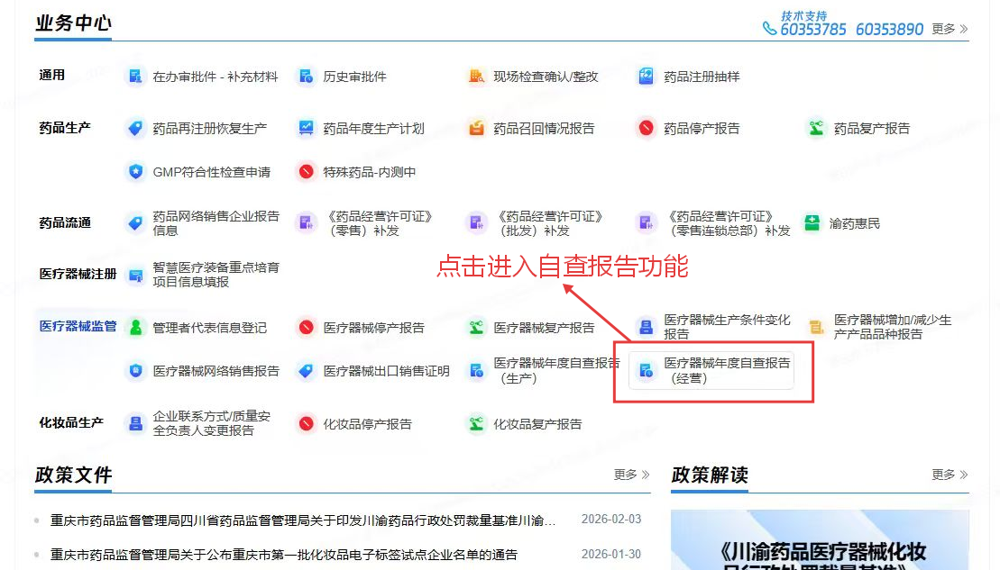 业务中心
技术支持
60353785 60353890
更多
通用
在办审批件 - 补充材料
历史审批件
现场检查确认/整改
药品注册抽样
药品生产
药品再注册恢复生产
药品年度生产计划
药品召回情况报告
药品停产报告
药品复产报告
GMP符合性检查申请
特殊药品-内测中
药品流通
药品网络销售企业报告
信息
《药品经营许可证》
（零售）补发
《药品经营许可证》
（批发）补发
《药品经营许可证》
（零售连锁总部）补发
渝药惠民
医疗器械注册
智慧医疗装备重点培育
项目信息填报
点击进入自查报告功能
医疗器械监管
管理者代表信息登记
医疗器械停产报告
医疗器械复产报告
医疗器械生产条件变化
报告
医疗器械增加/减少生
产产品品种报告
医疗器械网络销售报告
医疗器械出口销售证明
医疗器械年度自查报告
（生产）
医疗器械年度自查报告
（经营）
化妆品生产
企业联系方式/质量安
全负责人变更报告
化妆品停产报告
化妆品复产报告
政策文件
更多
政策解读
更多
重庆市药品监督管理局四川省药品监督管理局关于印发川渝药品行政处罚裁量基准川渝...
2026-02-03
重庆市药品监督管理局关于公布重庆市第一批化妆品电子标签试点企业名单的通告
2026-01-30
《川渝药品医疗器械化妆
品行政处罚裁量基准》